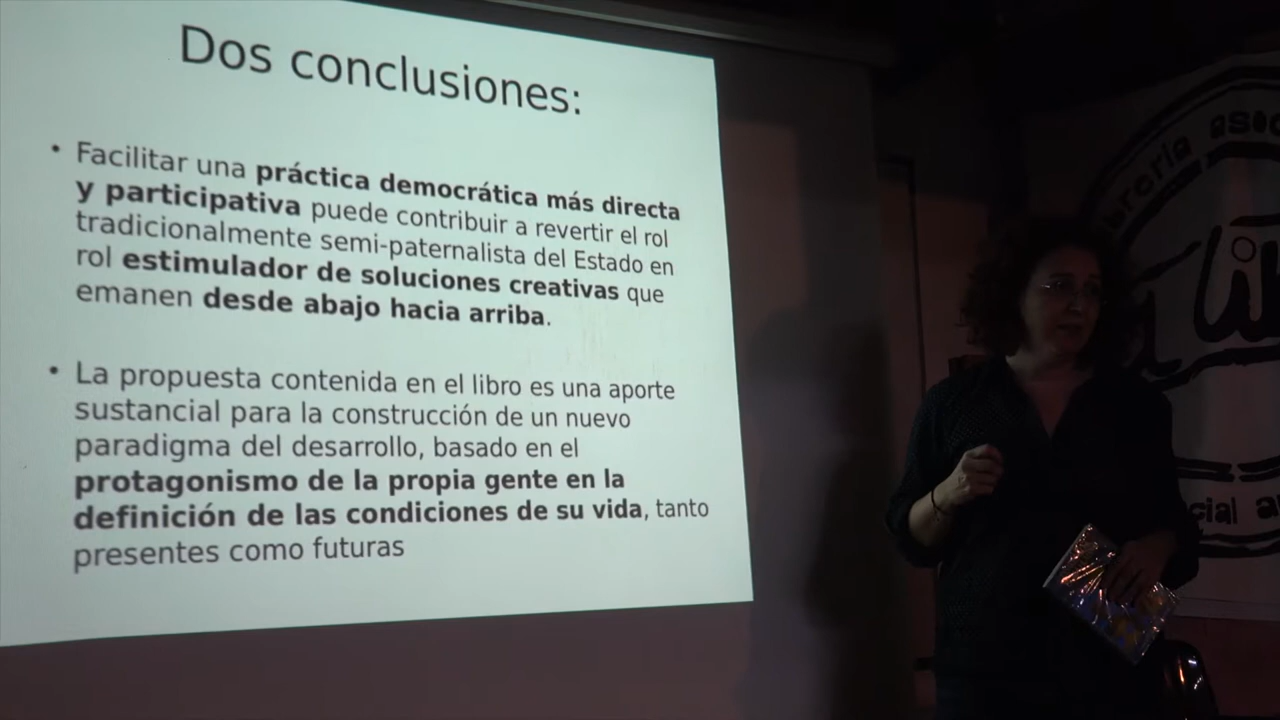 Dos conclusiones:
• Facilitar una práctica democrática más directa
y participativa puede contribuir a revertir el rol
tradicionalmente semi-paternalista del Estado en
rol estimulador de soluciones creativas que
emanen desde abajo hacia arriba.
• La propuesta contenida en el libro es una aporte
sustancial para la construcción de un nuevo
paradigma del desarrollo, basado en el
protagonismo de la propia gente en la
definición de las condiciones de su vida, tanto
presentes como futuras